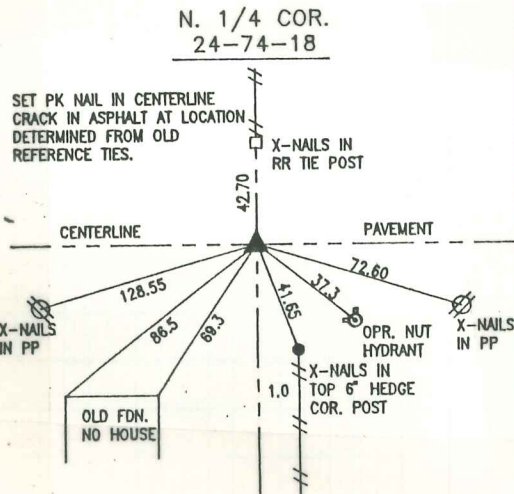 N. 1/4 COR.
24-74-18
SET PK NAIL IN CENTERLINE
CRACK IN ASPHALT AT LOCATION
DETERMINED FROM OLD
REFERENCE TIES.
X-NAILS IN
RR TIE POST
42.70
CENTERLINE
PAVEMENT
128.55
86.5
69.3
41.65
37.3
72.60
X-NAILS
IN PP
OPR. NUT
HYDRANT
X-NAILS
IN PP
X-NAILS IN
TOP 6" HEDGE
COR. POST
1.0
OLD FDN.
NO HOUSE